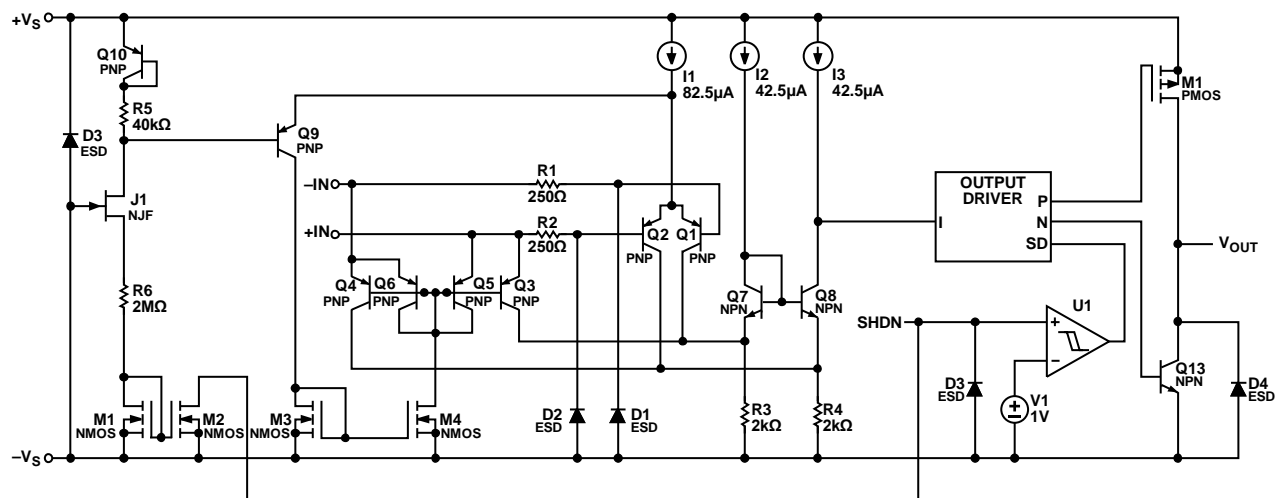 +VS
Q10
PNP
R5
40kΩ
D3
ESD
J1
NJF
R6
2MΩ
M1
NMOS
M2
NMOS
Q9
PNP
M3
NMOS
M4
NMOS
–IN
+IN
R1
250Ω
R2
250Ω
Q4
PNP
Q6
PNP
Q5
PNP
Q3
PNP
Q2
PNP
Q1
PNP
I1
82.5µA
I2
42.5µA
I3
42.5µA
D2
ESD
D1
ESD
Q7
NPN
Q8
NPN
R3
2kΩ
R4
2kΩ
OUTPUT
DRIVER
I
P
N
SD
M1
PMOS
VOUT
SHDN
U1
+
–
D3
ESD
V1
1V
Q13
NPN
D4
ESD
–VS